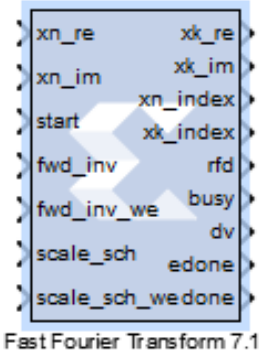 xn_re
xk_re
xn_im
xk_im
xn_index
start
xk_index
fwd_inv
rfd
fwd_inv_we
busy
dv
scale_sch
edone
scale_sch_we
done
Fast Fourier Transform 7.1